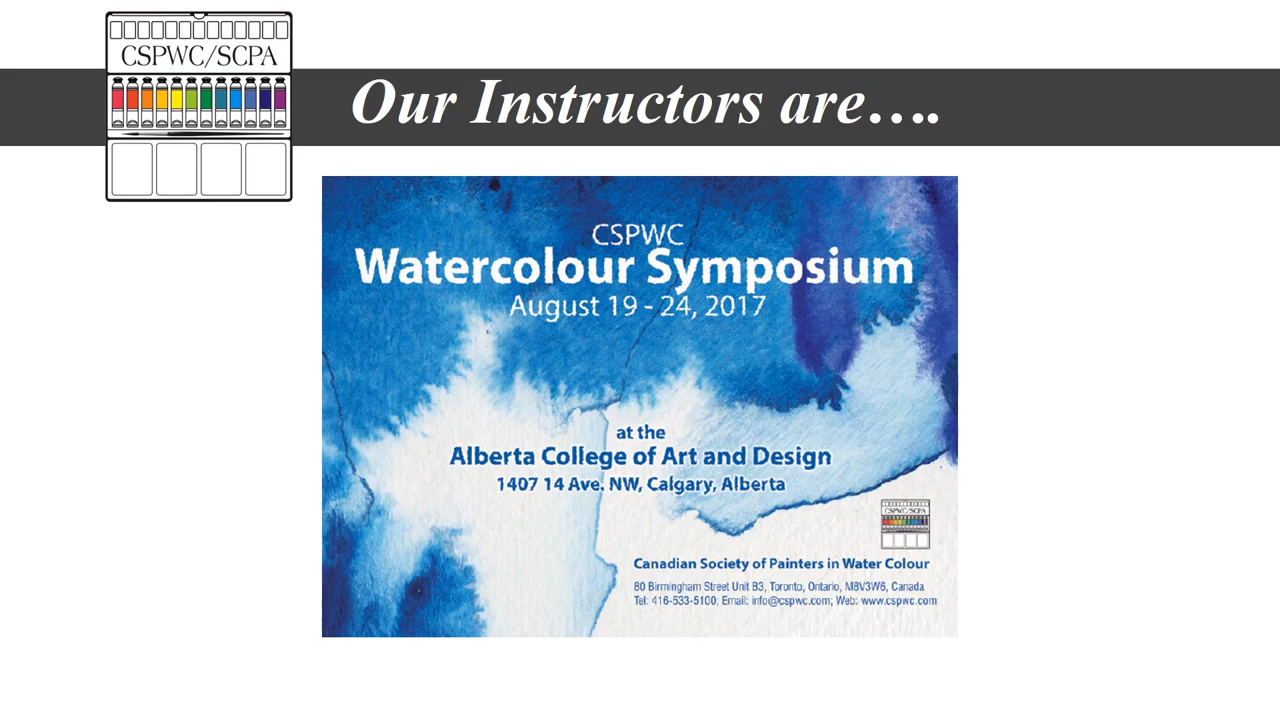 CSPWC/SCPA
Our Instructors are….
CSPWC
Watercolour Symposium
August 19 - 24, 2017
at the
Alberta College of Art and Design
1407 14 Ave. NW, Calgary, Alberta
CSPWC/SCPA
Canadian Society of Painters in Water Colour
80 Birmingham Street Unit B3, Toronto, Ontario, M8V3W6, Canada
Tel: 416-533-5100; Email: info@cspwc.com; Web: www.cspwc.com